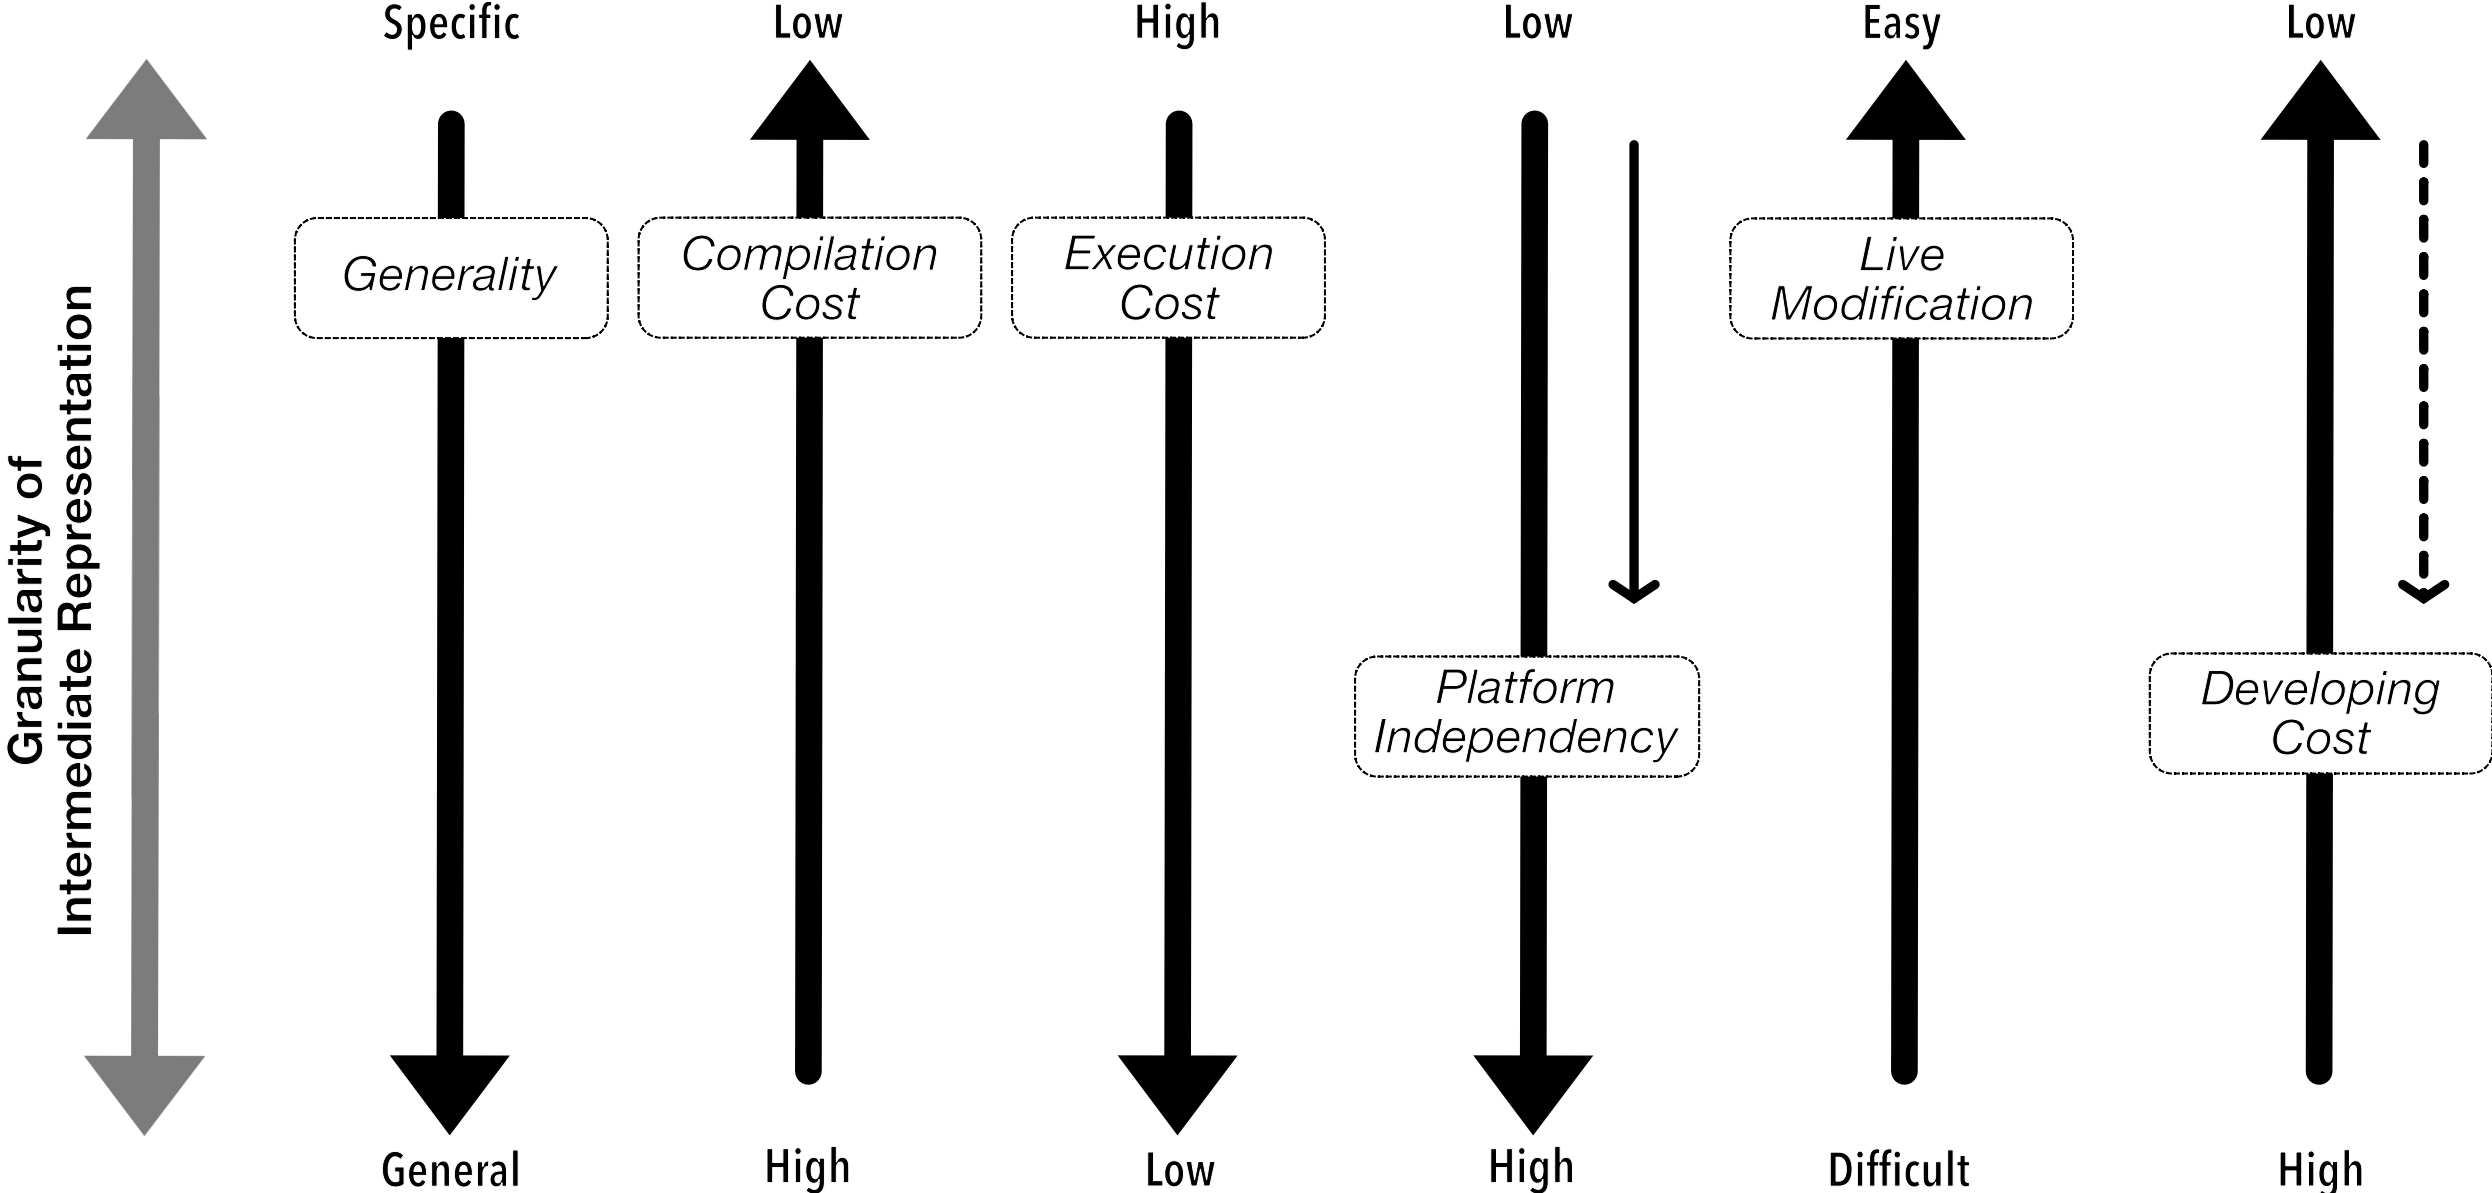 Specific
Low
High
Low
Easy
Low
Granularity of
Intermediate Representation
Generality
Compilation
Cost
Execution
Cost
Live
Modification
Platform
Independency
Developing
Cost
General
High
Low
High
Difficult
High